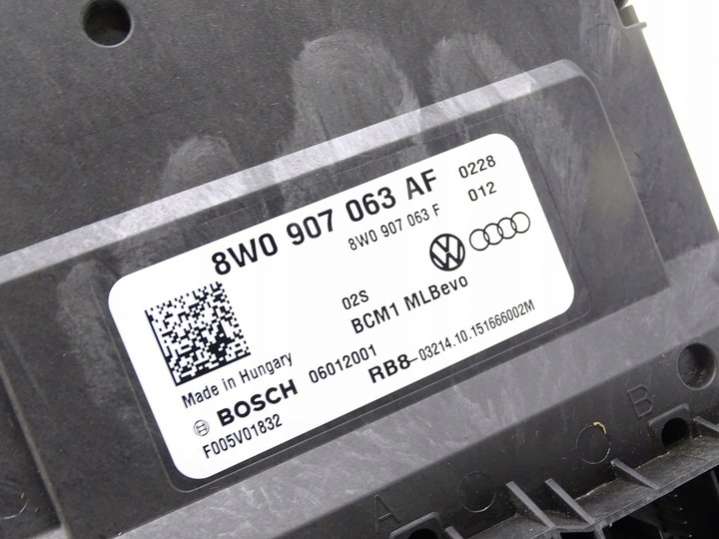 8W0 907 063 AF 0228
8W0 907 063 F 012
02S
BCM1 MLBevo
Made in Hungary
BOSCH 06012001 RB8-03214.10.151666002M
F005V01832
A B